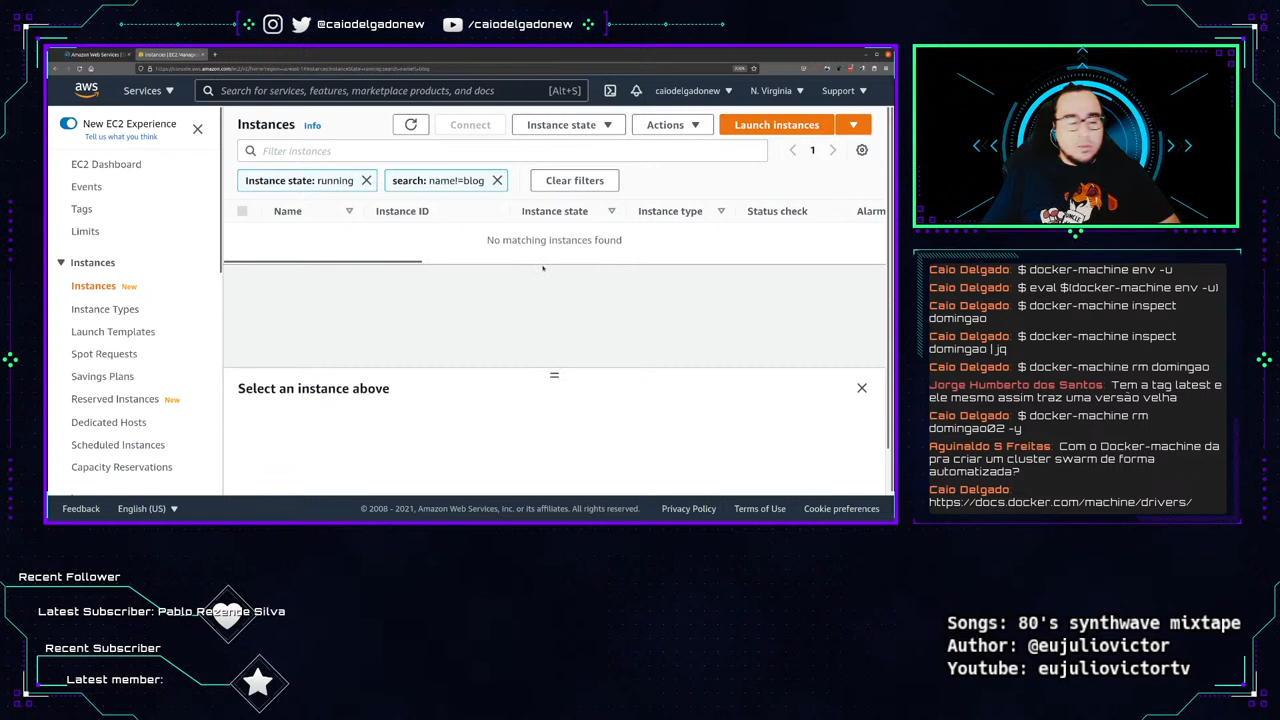 @caiodelgadonew
/caiodelgadonew
Amazon Web Services
Instances | EC2 Manage
aws
Services
Search for services, features, marketplace products, and docs
[Alt+S]
caiodelgadonew
N. Virginia
Support
New EC2 Experience
Tell us what you think
EC2 Dashboard
Events
Tags
Limits
Instances
Instances New
Instance Types
Launch Templates
Spot Requests
Savings Plans
Reserved Instances New
Dedicated Hosts
Scheduled Instances
Capacity Reservations
Instances Info
Connect
Instance state
Actions
Launch instances
Filter instances
1
Instance state: running
search: name!=blog
Clear filters
Name
Instance ID
Instance state
Instance type
Status check
Alarm
No matching instances found
Select an instance above
Feedback
English (US)
© 2008 - 2021, Amazon Web Services, Inc. or its affiliates. All rights reserved.
Privacy Policy
Terms of Use
Cookie preferences
Caio Delgado: $ docker-machine env -u
Caio Delgado: $ eval $(docker-machine env -u)
Caio Delgado: $ docker-machine inspect
domingao
Caio Delgado: $ docker-machine inspect
domingao | jq
Caio Delgado: $ docker-machine rm domingao
Jorge Humberto dos Santos: Tem a tag latest e
ele mesmo assim traz uma versão velha
Caio Delgado: $ docker-machine rm
domingao02 -y
Aguinaldo S Freitas: Com o Docker-machine da
pra criar um cluster swarm de forma
automatizada?
Caio Delgado:
https://docs.docker.com/machine/drivers/
Recent Follower
Latest Subscriber: Pablo Rezende Silva
Recent Subscriber
Latest member:
Songs: 80's synthwave mixtape
Author: @eujuliovictor
Youtube: eujuliovictortv